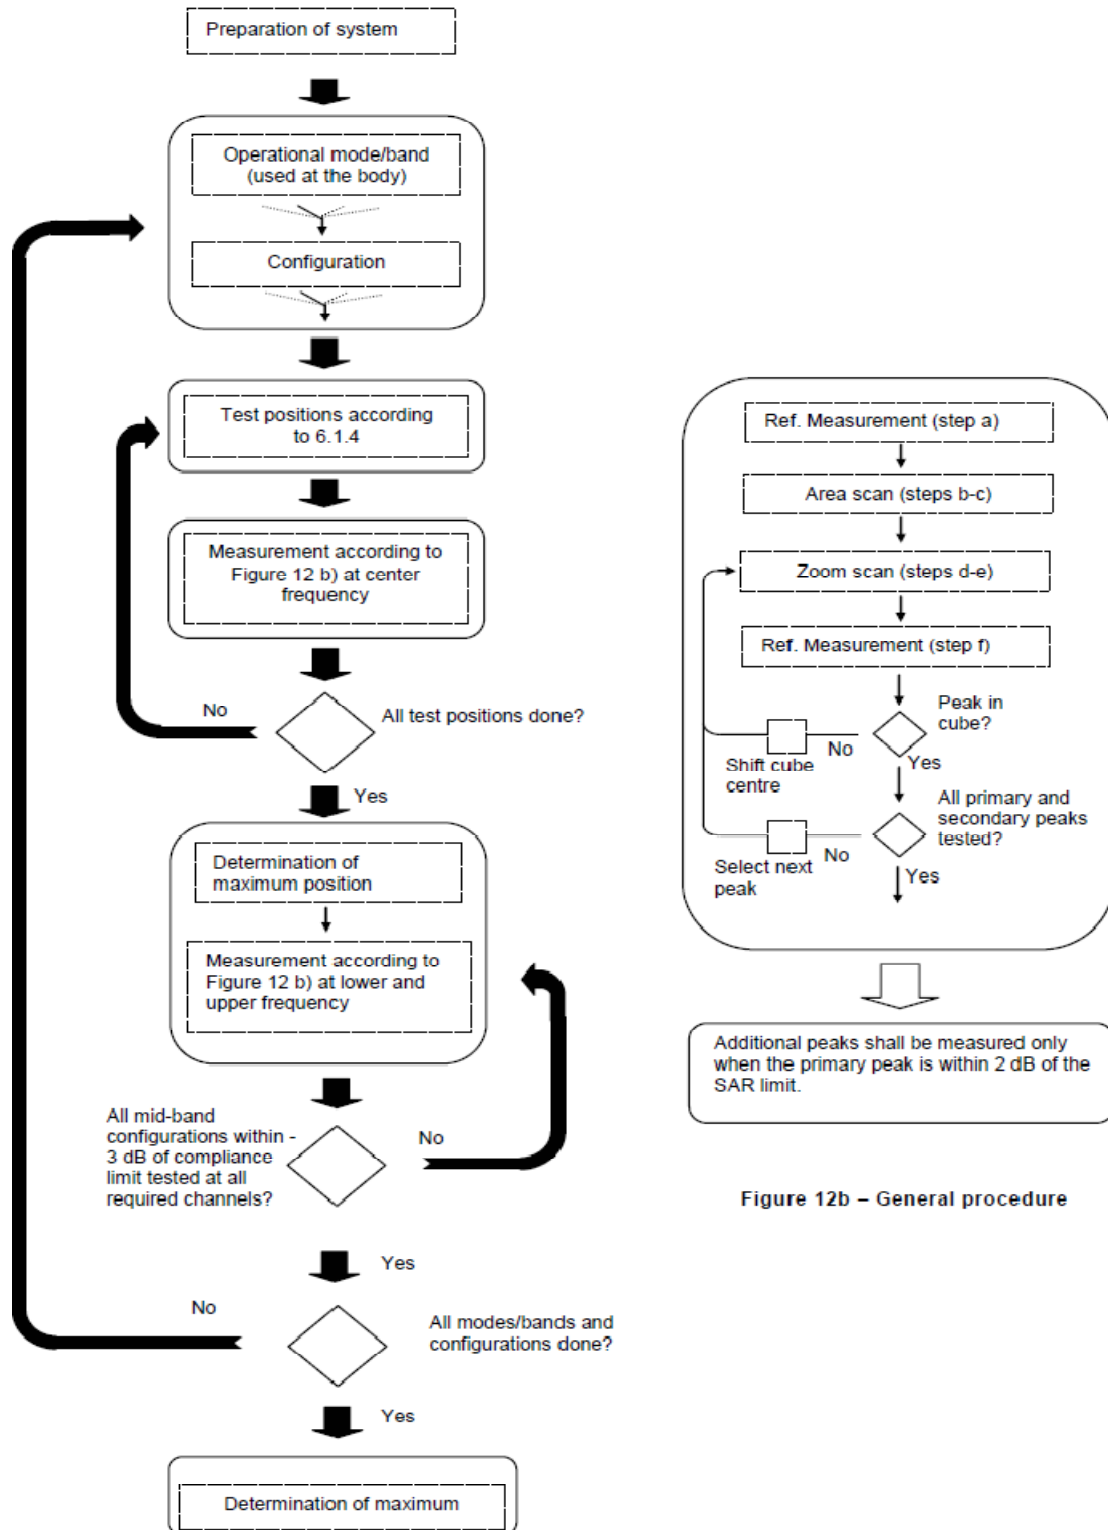 Preparation of system
Operational mode/band
(used at the body)
Configuration
Test positions according
to 6.1.4
Measurement according to
Figure 12 b) at center
frequency
No
All test positions done?
Yes
Determination of
maximum position
Measurement according to
Figure 12 b) at lower and
upper frequency
All mid-band
configurations within -
3 dB of compliance
limit tested at all
required channels?
No
Yes
No
All modes/bands and
configurations done?
Yes
Determination of maximum
Ref. Measurement (step a)
Area scan (steps b-c)
Zoom scan (steps d-e)
Ref. Measurement (step f)
Peak in
cube?
No
Yes
Shift cube
centre
All primary and
secondary peaks
tested?
No
Select next
peak
Yes
Additional peaks shall be measured only
when the primary peak is within 2 dB of the
SAR limit.
Figure 12b – General procedure